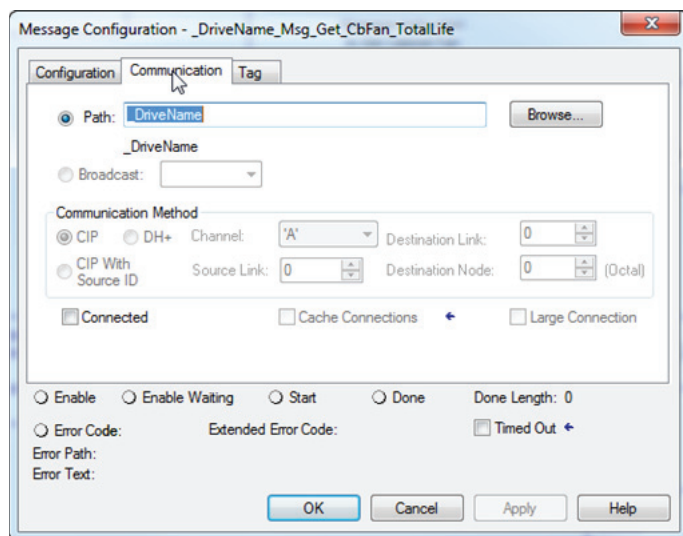 Message Configuration - _DriveName_Msg_Get_CbFan_TotalLife
Configuration Communication Tag
Path: _DriveName Browse...
_DriveName
Broadcast:
Communication Method
CIP DH+ Channel: 'A' Destination Link: 0
CIP With Source ID Source Link: 0 Destination Node: 0 (Octal)
Connected Cache Connections Large Connection
Enable Enable Waiting Start Done Done Length: 0
Error Code: Extended Error Code: Timed Out
Error Path:
Error Text:
OK Cancel Apply Help